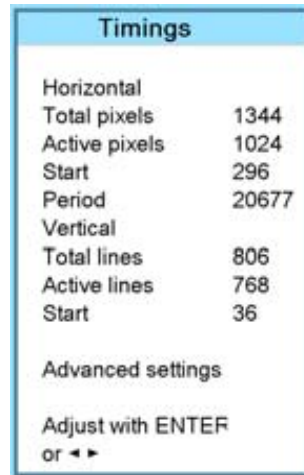 Timings
Horizontal
Total pixels 1344
Active pixels 1024
Start 296
Period 20677
Vertical
Total lines 806
Active lines 768
Start 36
Advanced settings
Adjust with ENTER
or ◄ ►